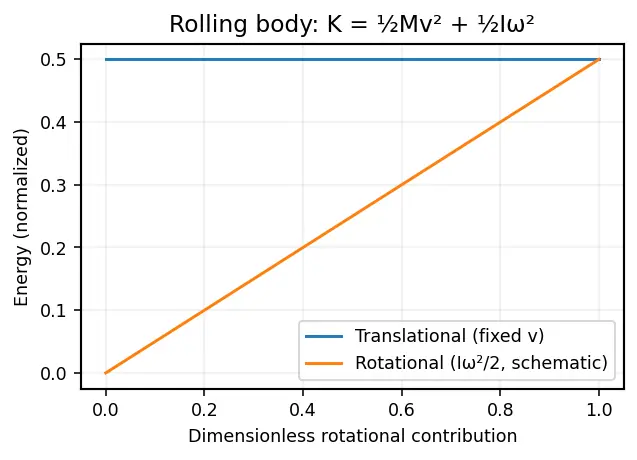 Rolling body: K = ½Mv² + ½Iω²
Energy (normalized)
0.5
0.4
0.3
0.2
0.1
0.0
Translational (fixed v)
Rotational (Iω²/2, schematic)
0.0 0.2 0.4 0.6 0.8 1.0
Dimensionless rotational contribution